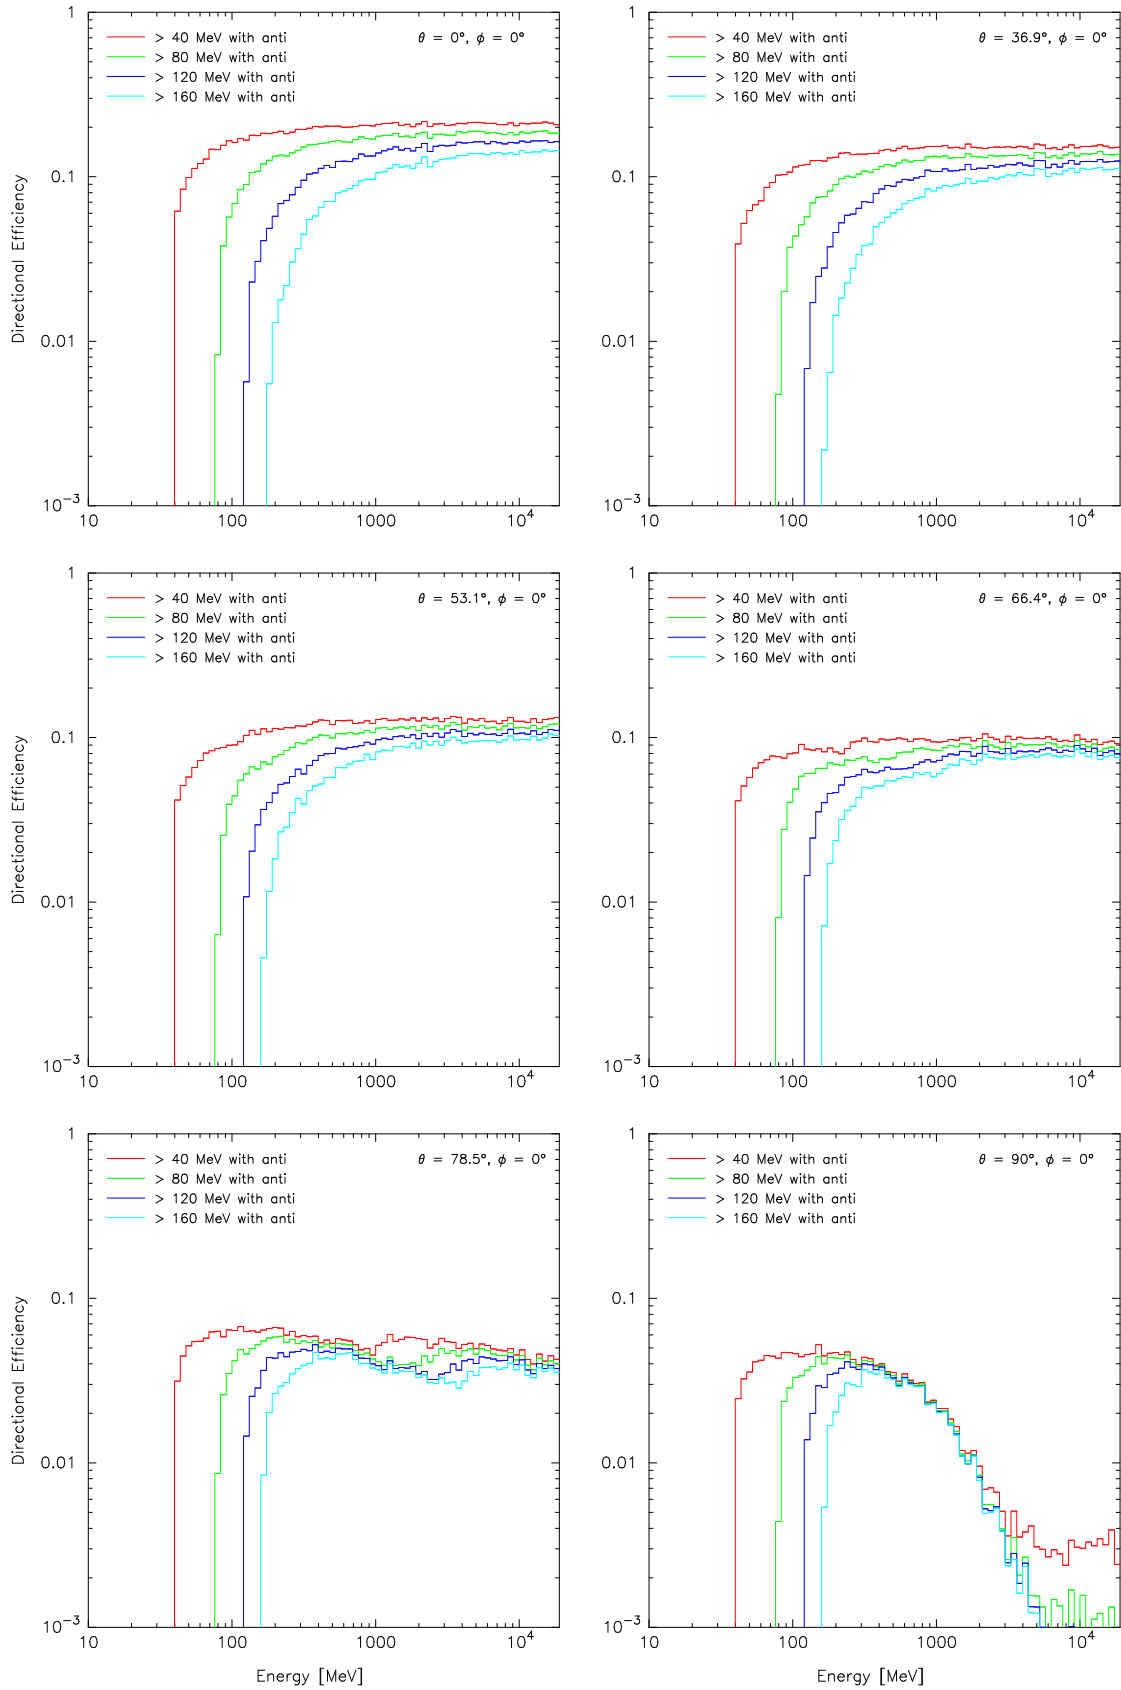 1
> 40 MeV with anti
θ = 0°, ϕ = 0°
> 80 MeV with anti
> 120 MeV with anti
> 160 MeV with anti
0.1
0.01
10⁻³
Directional Efficiency
10 100 1000 10⁴
1
> 40 MeV with anti
θ = 36.9°, ϕ = 0°
> 80 MeV with anti
> 120 MeV with anti
> 160 MeV with anti
0.1
0.01
10⁻³
10 100 1000 10⁴
1
> 40 MeV with anti
θ = 53.1°, ϕ = 0°
> 80 MeV with anti
> 120 MeV with anti
> 160 MeV with anti
0.1
0.01
10⁻³
Directional Efficiency
10 100 1000 10⁴
1
> 40 MeV with anti
θ = 66.4°, ϕ = 0°
> 80 MeV with anti
> 120 MeV with anti
> 160 MeV with anti
0.1
0.01
10⁻³
10 100 1000 10⁴
1
> 40 MeV with anti
θ = 78.5°, ϕ = 0°
> 80 MeV with anti
> 120 MeV with anti
> 160 MeV with anti
0.1
0.01
10⁻³
Directional Efficiency
10 100 1000 10⁴
Energy [MeV]
1
> 40 MeV with anti
θ = 90°, ϕ = 0°
> 80 MeV with anti
> 120 MeV with anti
> 160 MeV with anti
0.1
0.01
10⁻³
10 100 1000 10⁴
Energy [MeV]